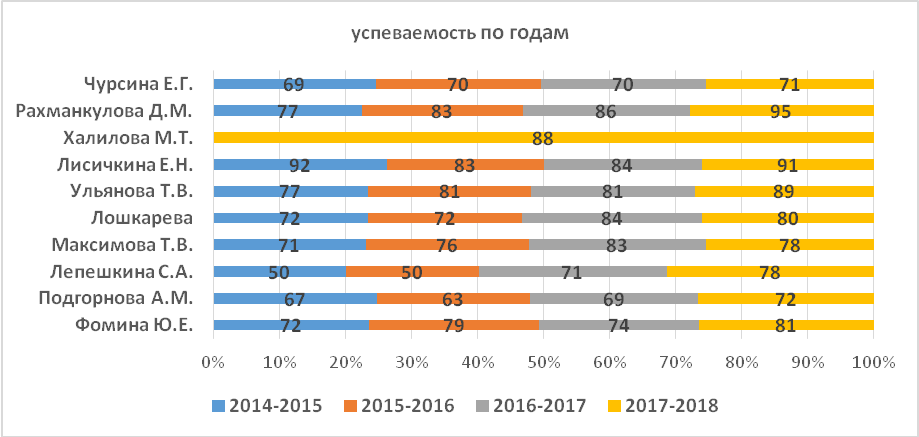 успеваемость по годам
Чурсина Е.Г. 69 70 70 71
Рахманкулова Д.М. 77 83 86 95
Халилова М.Т. 88
Лисичкина Е.Н. 92 83 84 91
Ульянова Т.В. 77 81 81 89
Лошкарева 72 72 84 80
Максимова Т.В. 71 76 83 78
Лепешкина С.А. 50 50 71 78
Подгорнова А.М. 67 63 69 72
Фомина Ю.Е. 72 79 74 81
0% 10% 20% 30% 40% 50% 60% 70% 80% 90% 100%
2014-2015 2015-2016 2016-2017 2017-2018